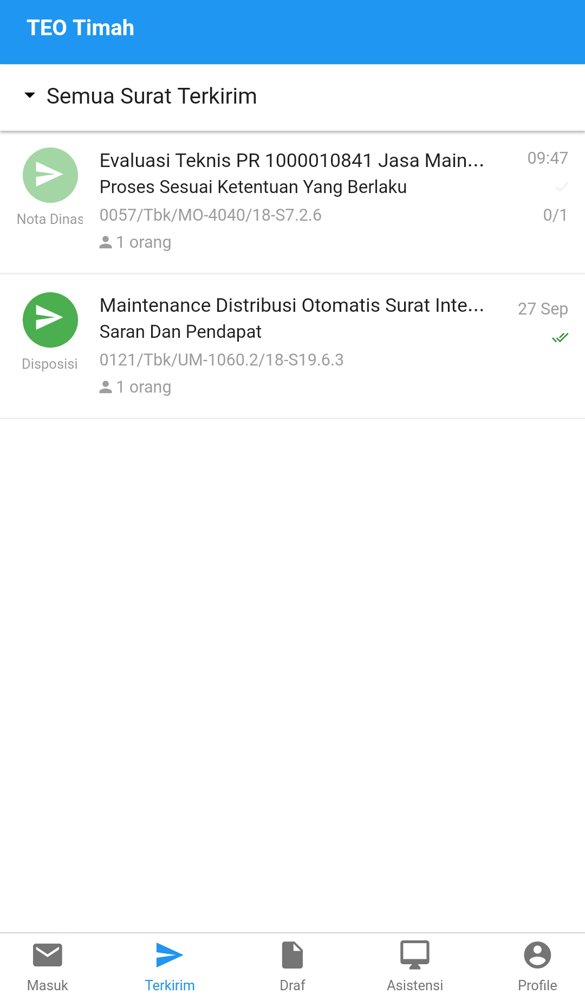 TEO Timah
Semua Surat Terkirim
Evaluasi Teknis PR 1000010841 Jasa Main...
09:47
Proses Sesuai Ketentuan Yang Berlaku
Nota Dinas
0057/Tbk/MO-4040/18-S7.2.6
0/1
1 orang
Maintenance Distribusi Otomatis Surat Inte...
27 Sep
Saran Dan Pendapat
Disposisi
0121/Tbk/UM-1060.2/18-S19.6.3
1 orang
Masuk
Terkirim
Draf
Asistensi
Profile